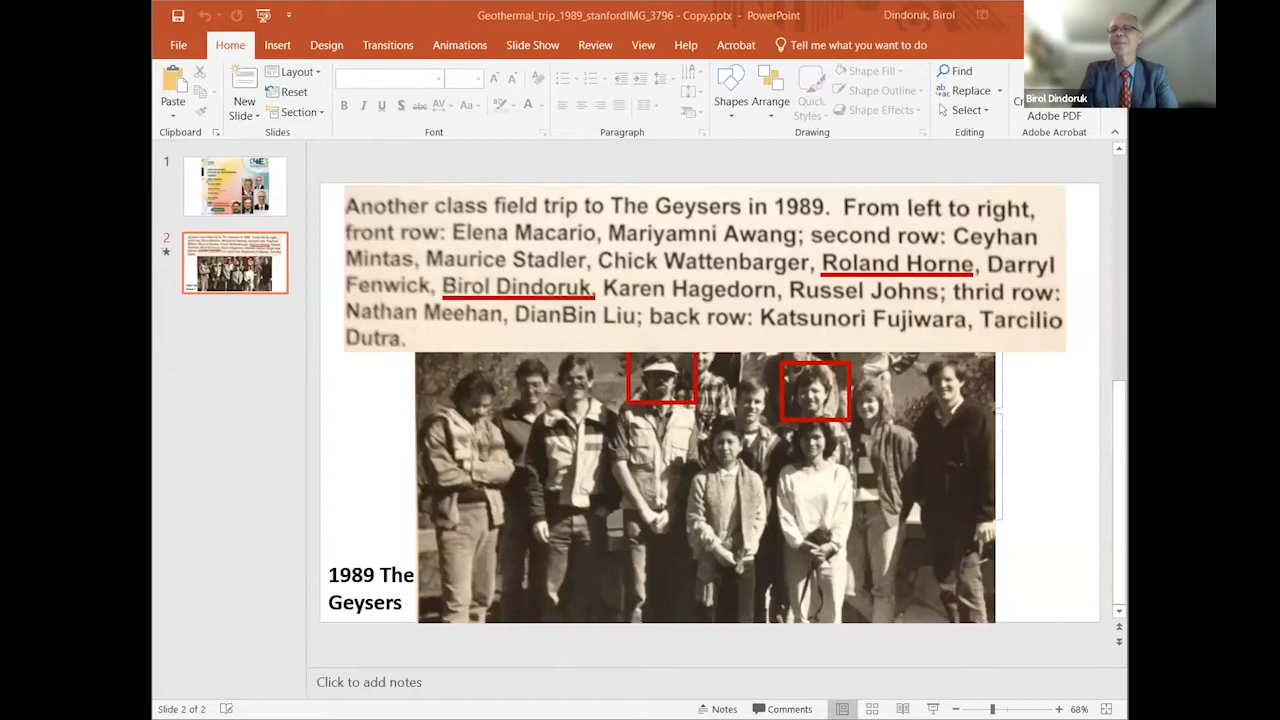 Geothermal_trip_1989_stanfordIMG_3796 - Copy.pptx - PowerPoint
Dindoruk, Birol
File Home Insert Design Transitions Animations Slide Show Review View Help Acrobat Tell me what you want to do
Paste
Clipboard
New Slide
Layout
Reset
Section
Slides
B I U S abc AV Aa A
Font
Paragraph
Shapes
Arrange
Quick Styles
Shape Fill
Shape Outline
Shape Effects
Drawing
Find
Replace
Select
Editing
Adobe PDF
Adobe Acrobat
Birol Dindoruk
1
2
Another class field trip to The Geysers in 1989. From left to right,
front row: Elena Macario, Mariyamni Awang; second row: Ceyhan
Mintas, Maurice Stadler, Chick Wattenbarger, Roland Horne, Darryl
Fenwick, Birol Dindoruk, Karen Hagedorn, Russel Johns; thrid row:
Nathan Meehan, DianBin Liu; back row: Katsunori Fujiwara, Tarcilio
Dutra.
1989 The
Geysers
Click to add notes
Slide 2 of 2
Notes
Comments
68%